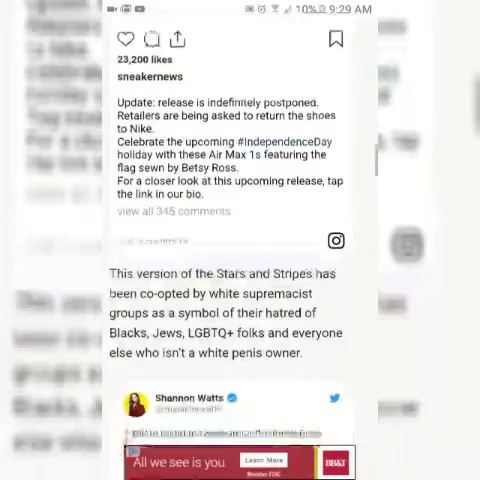 10% 9:29 AM
23,200 likes
sneakernews
Update: release is indefinitely postponed.
Retailers are being asked to return the shoes
to Nike.
Celebrate the upcoming #IndependenceDay
holiday with these Air Max 1s featuring the
flag sewn by Betsy Ross.
For a closer look at this upcoming release, tap
the link in our bio.
view all 345 comments
This version of the Stars and Stripes has
been co-opted by white supremacist
groups as a symbol of their hatred of
Blacks, Jews, LGBTQ+ folks and everyone
else who isn't a white penis owner.
Shannon Watts
All we see is you
Learn More
Member FDIC
BB&T